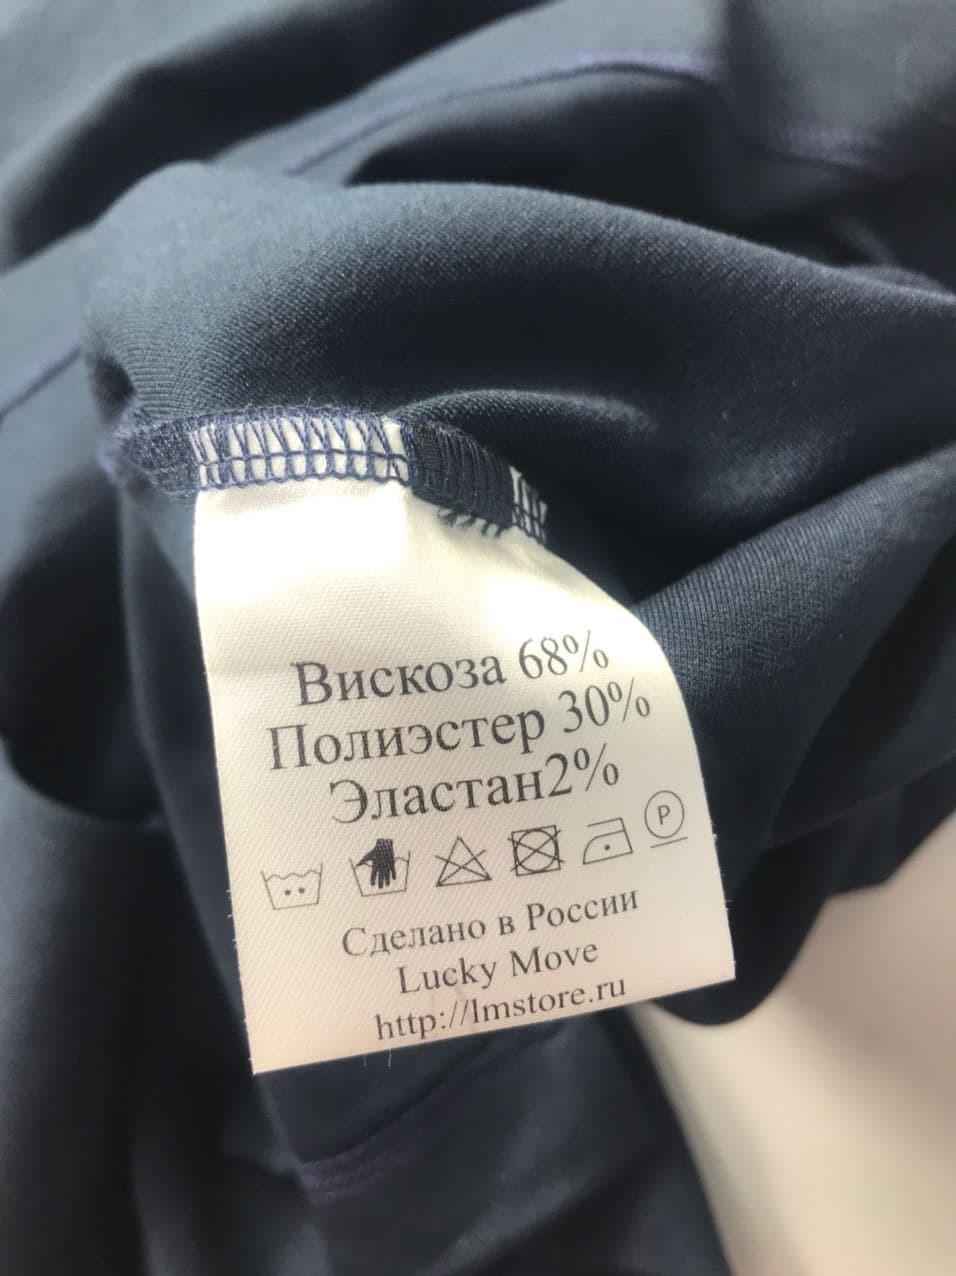 Вискоза 68%
Полиэстер 30%
Эластан2%
P
Сделано в России
Lucky Move
http://lmstore.ru